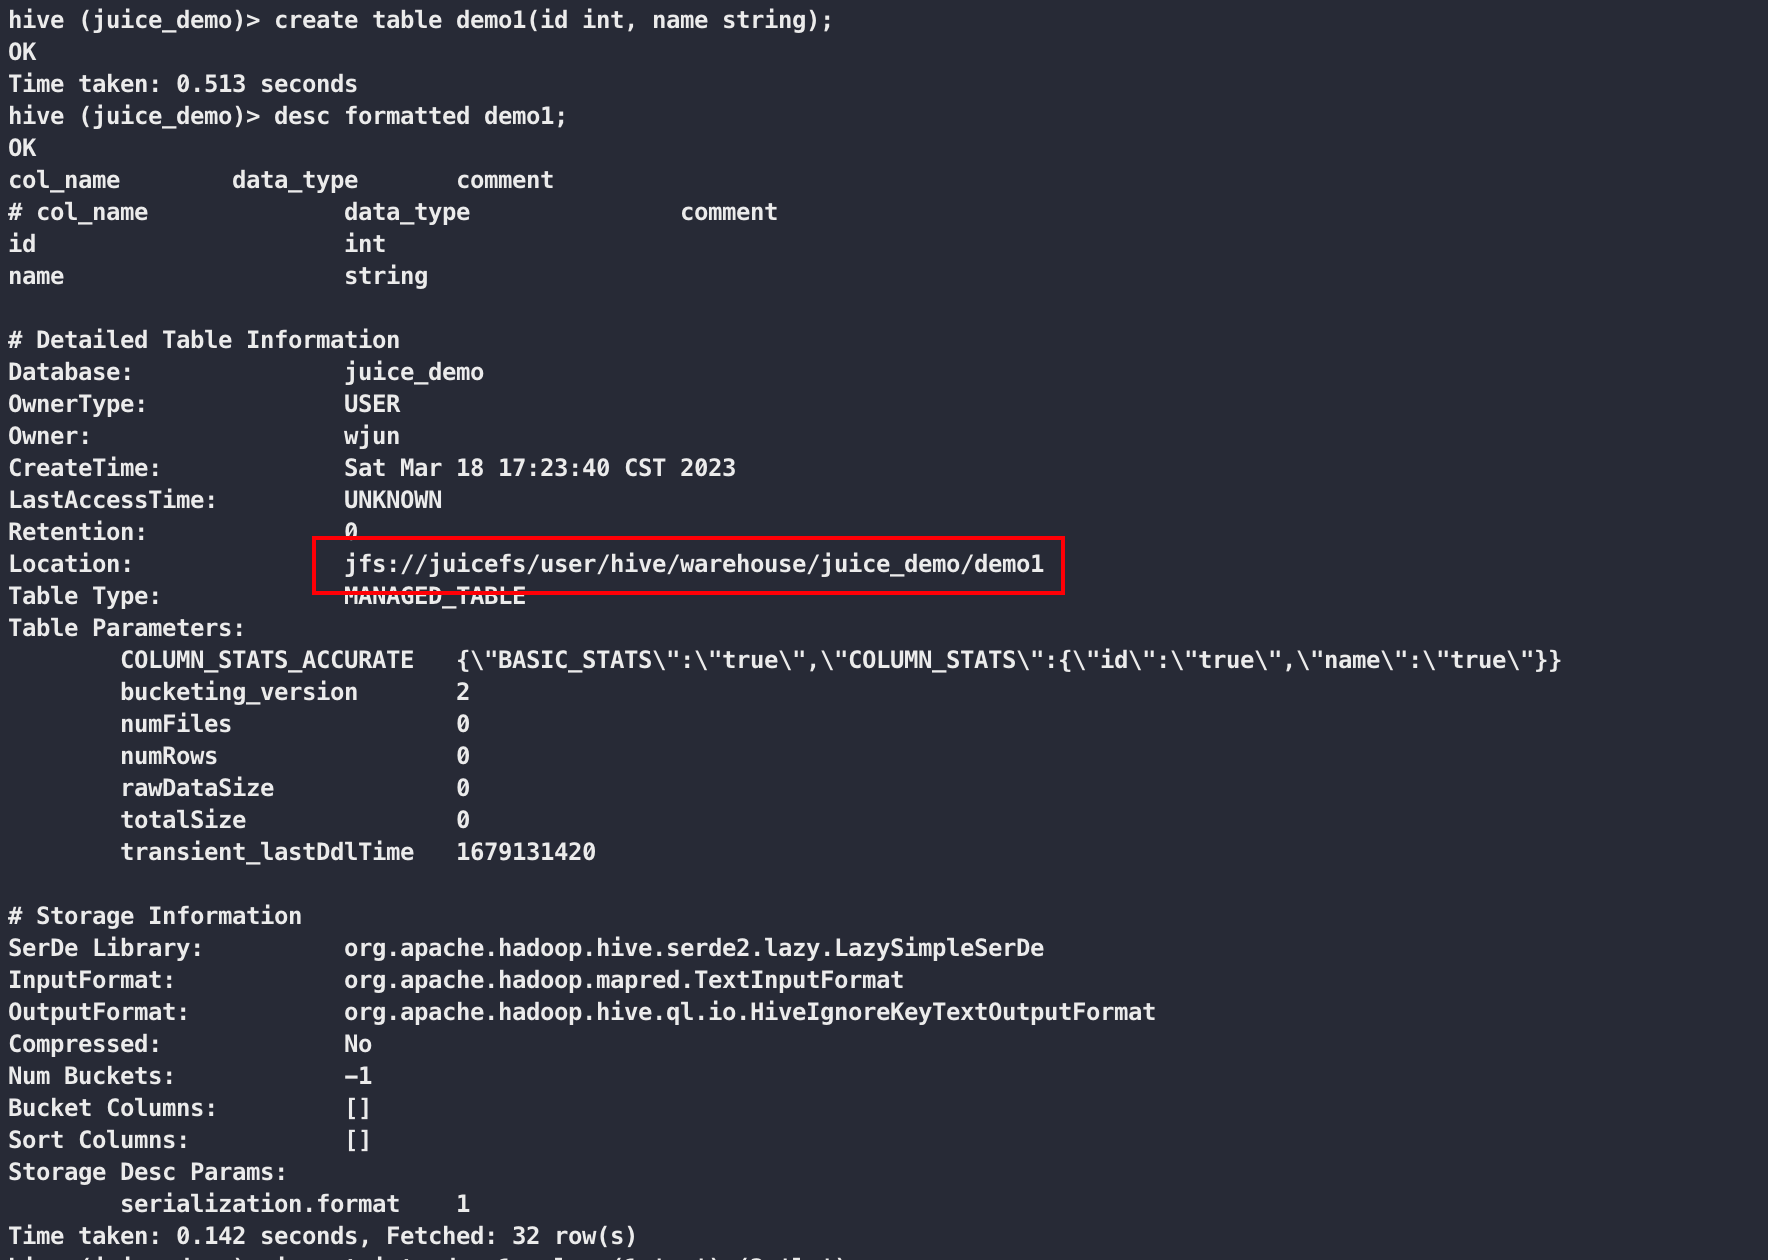 hive (juice_demo)> create table demo1(id int, name string);
OK
Time taken: 0.513 seconds
hive (juice_demo)> desc formatted demo1;
OK
col_name data_type comment
# col_name data_type comment
id int
name string
# Detailed Table Information
Database: juice_demo
OwnerType: USER
Owner: wjun
CreateTime: Sat Mar 18 17:23:40 CST 2023
LastAccessTime: UNKNOWN
Retention: 0
Location: jfs://juicefs/user/hive/warehouse/juice_demo/demo1
Table Type: MANAGED_TABLE
Table Parameters:
COLUMN_STATS_ACCURATE {\"BASIC_STATS\":\"true\",\"COLUMN_STATS\":{\"id\":\"true\",\"name\":\"true\"}}
bucketing_version 2
numFiles 0
numRows 0
rawDataSize 0
totalSize 0
transient_lastDdlTime 1679131420
# Storage Information
SerDe Library: org.apache.hadoop.hive.serde2.lazy.LazySimpleSerDe
InputFormat: org.apache.hadoop.mapred.TextInputFormat
OutputFormat: org.apache.hadoop.hive.ql.io.HiveIgnoreKeyTextOutputFormat
Compressed: No
Num Buckets: -1
Bucket Columns: []
Sort Columns: []
Storage Desc Params:
serialization.format 1
Time taken: 0.142 seconds, Fetched: 32 row(s)